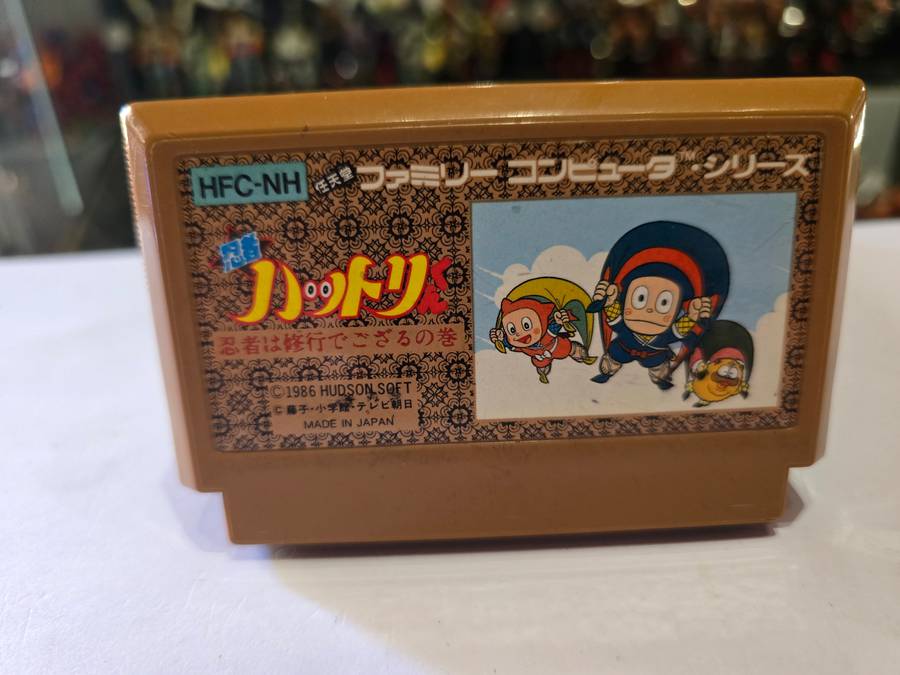 HFC-NH
任天堂 ファミリー コンピュータ™・シリーズ
忍者
ハットリくん
忍者は修行でござるの巻
©1986 HUDSON SOFT
©藤子・小学館・テレビ朝日
MADE IN JAPAN